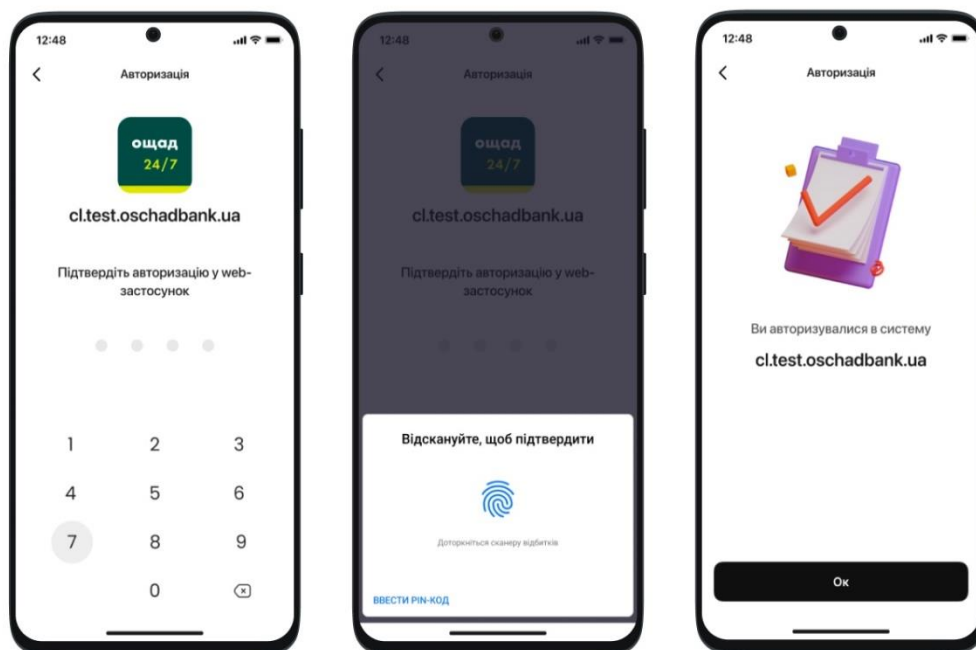 12:48
Авторизація
ощад
24/7
cl.test.oschadbank.ua
Підтвердіть авторизацію у web-
застосунок
1 2 3
4 5 6
7 8 9
0
12:48
Авторизація
ощад
24/7
cl.test.oschadbank.ua
Підтвердіть авторизацію у web-
застосунок
Відскануйте, щоб підтвердити
Доторкніться сканеру відбитків
ВВЕСТИ PIN-КОД
12:48
Авторизація
Ви авторизувалися в систему
cl.test.oschadbank.ua
Ок